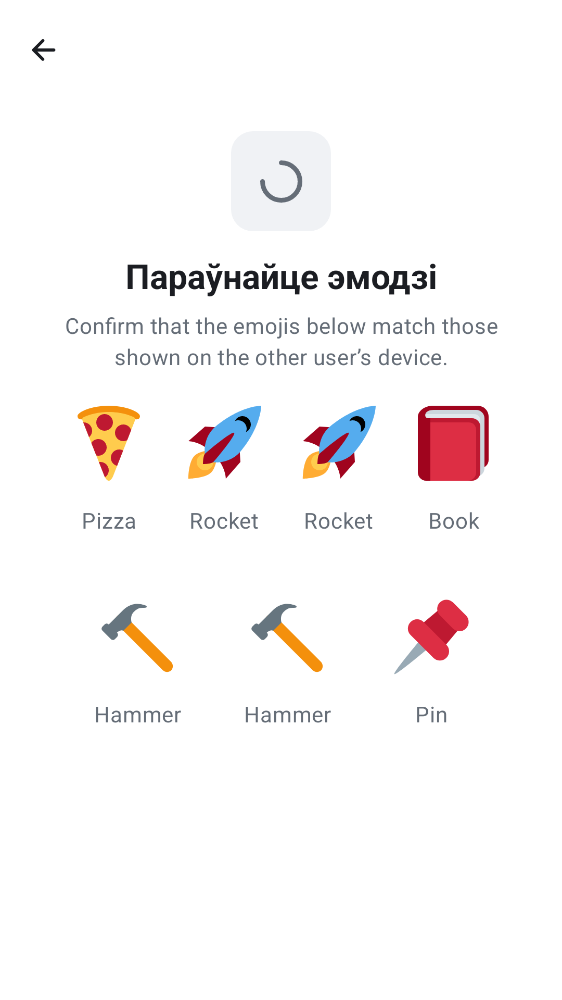 Параўнайце эмодзі
Confirm that the emojis below match those
shown on the other user’s device.
Pizza Rocket Rocket Book
Hammer Hammer Pin